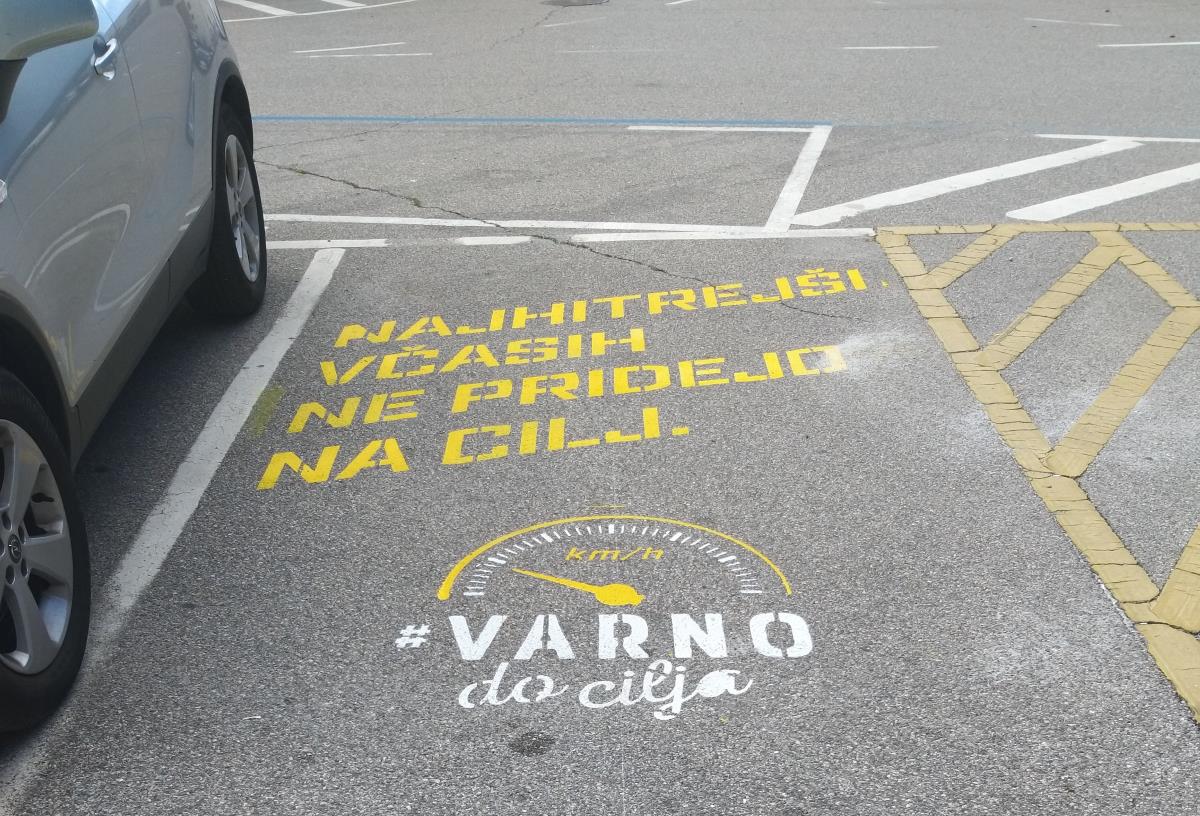 NAJHITREJŠI
VČASIH
NE PRIDEJO
NA CILJ.
km/h
#VARNO
do cilja